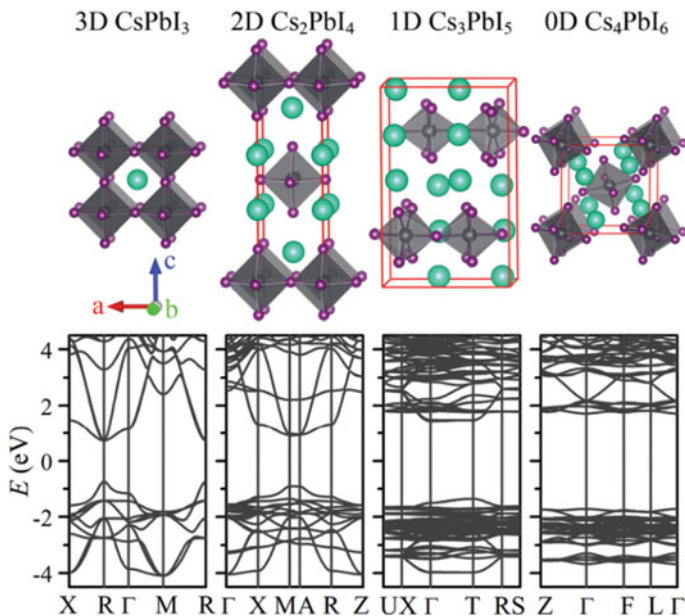 3D CsPbI₃ 2D Cs₂PbI₄ 1D Cs₃PbI₅ 0D Cs₄PbI₆
c
a b
E (eV)
4
2
0
-2
-4
X R Γ M R Γ X M A R Z U X Γ T R S Z Γ F L Γ